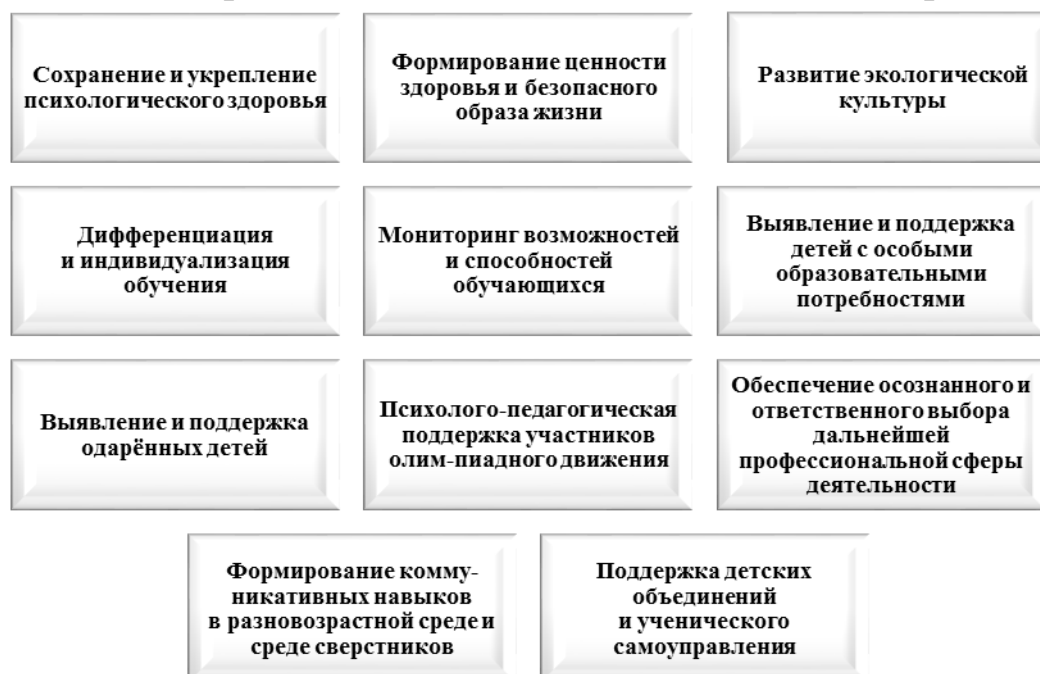 Сохранение и укрепление
психологического здоровья
Формирование ценности
здоровья и безопасного
образа жизни
Развитие экологической
культуры
Дифференциация
и индивидуализация
обучения
Мониторинг возможностей
и способностей
обучающихся
Выявление и поддержка
детей с особыми
образовательными
потребностями
Выявление и поддержка
одарённых детей
Психолого-педагогическая
поддержка участников
олим-пиадного движения
Обеспечение осознанного и
ответственного выбора
дальнейшей
профессиональной сферы
деятельности
Формирование комму-
никативных навыков
в разновозрастной среде и
среде сверстников
Поддержка детских
объединений
и ученического
самоуправления